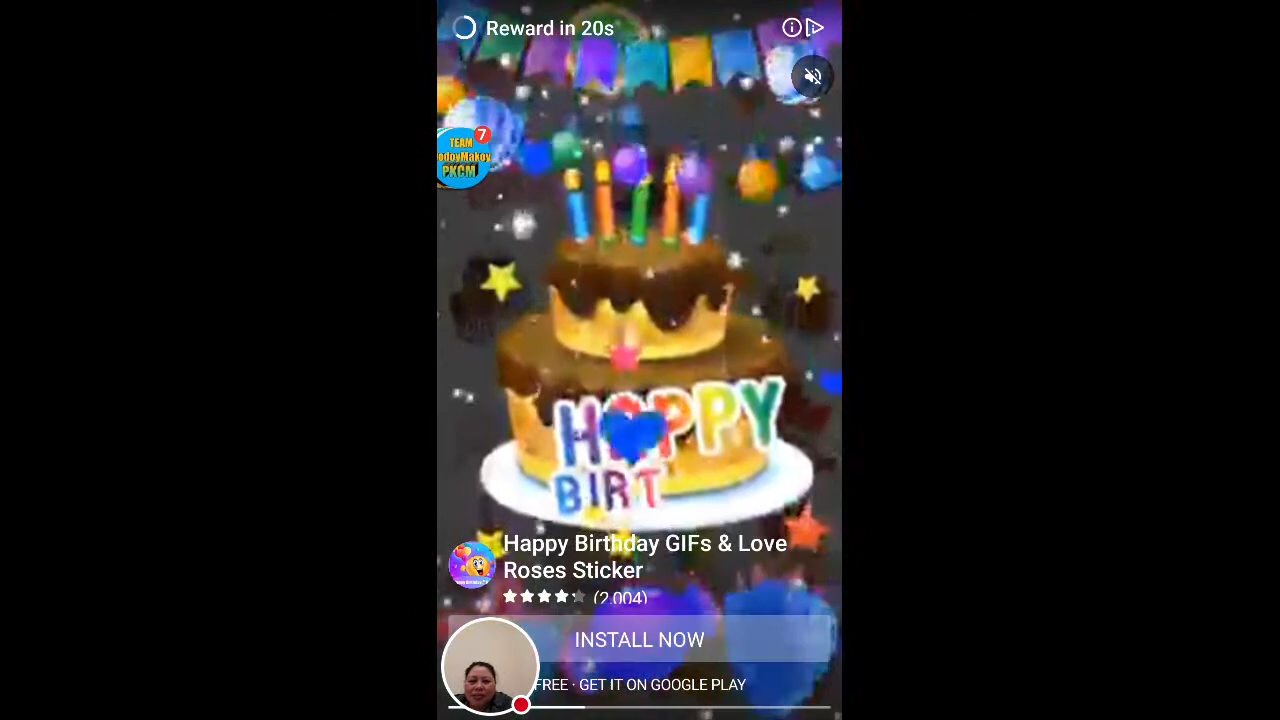 Reward in 20s
7
TEAM
odoyMakoy
PKCM
HAPPY
BIRT
Happy Birthday GIFs & Love
Roses Sticker
(2,004)
INSTALL NOW
FREE · GET IT ON GOOGLE PLAY